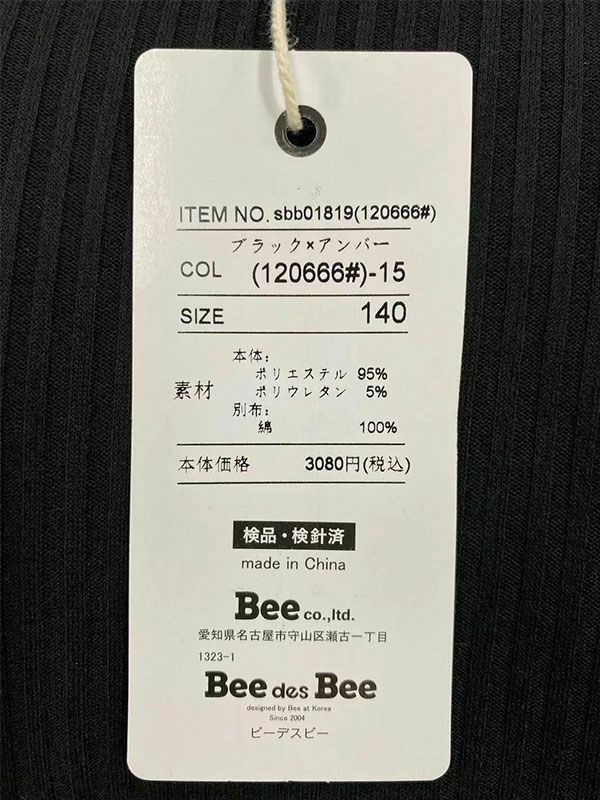 ITEM NO. sbb01819(120666#)
ブラック×アンバー
COL (120666#)-15
SIZE 140
本体:
ポリエステル 95%
素材
ポリウレタン 5%
別布:
綿 100%
本体価格 3080円(税込)
検品・検針済
made in China
Bee co.,ltd.
愛知県名古屋市守山区瀬古一丁目
1323-1
Bee des Bee
designed by Bee at Korea
Since 2004
ビーデスビー